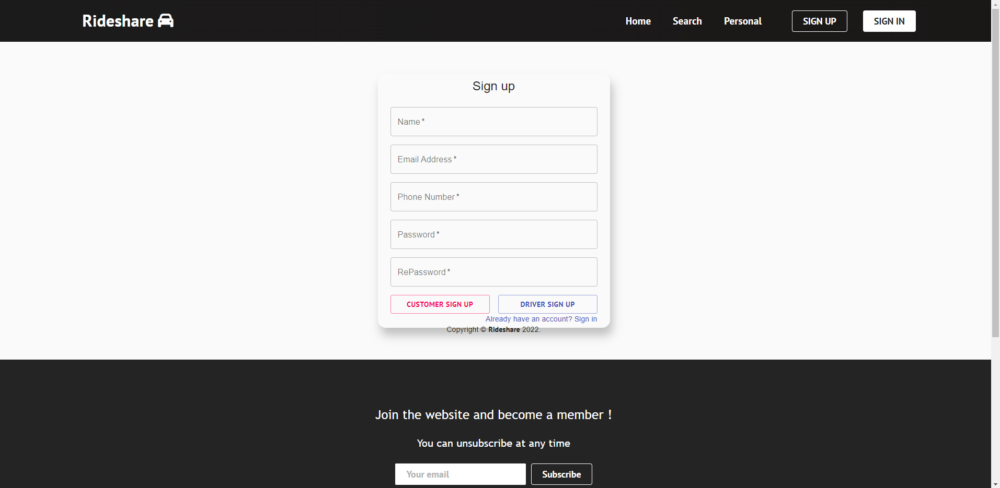 Rideshare
Home Search Personal SIGN UP SIGN IN
Sign up
Name *
Email Address *
Phone Number *
Password *
RePassword *
CUSTOMER SIGN UP DRIVER SIGN UP
Already have an account? Sign in
Copyright © Rideshare 2022.
Join the website and become a member !
You can unsubscribe at any time
Your email Subscribe